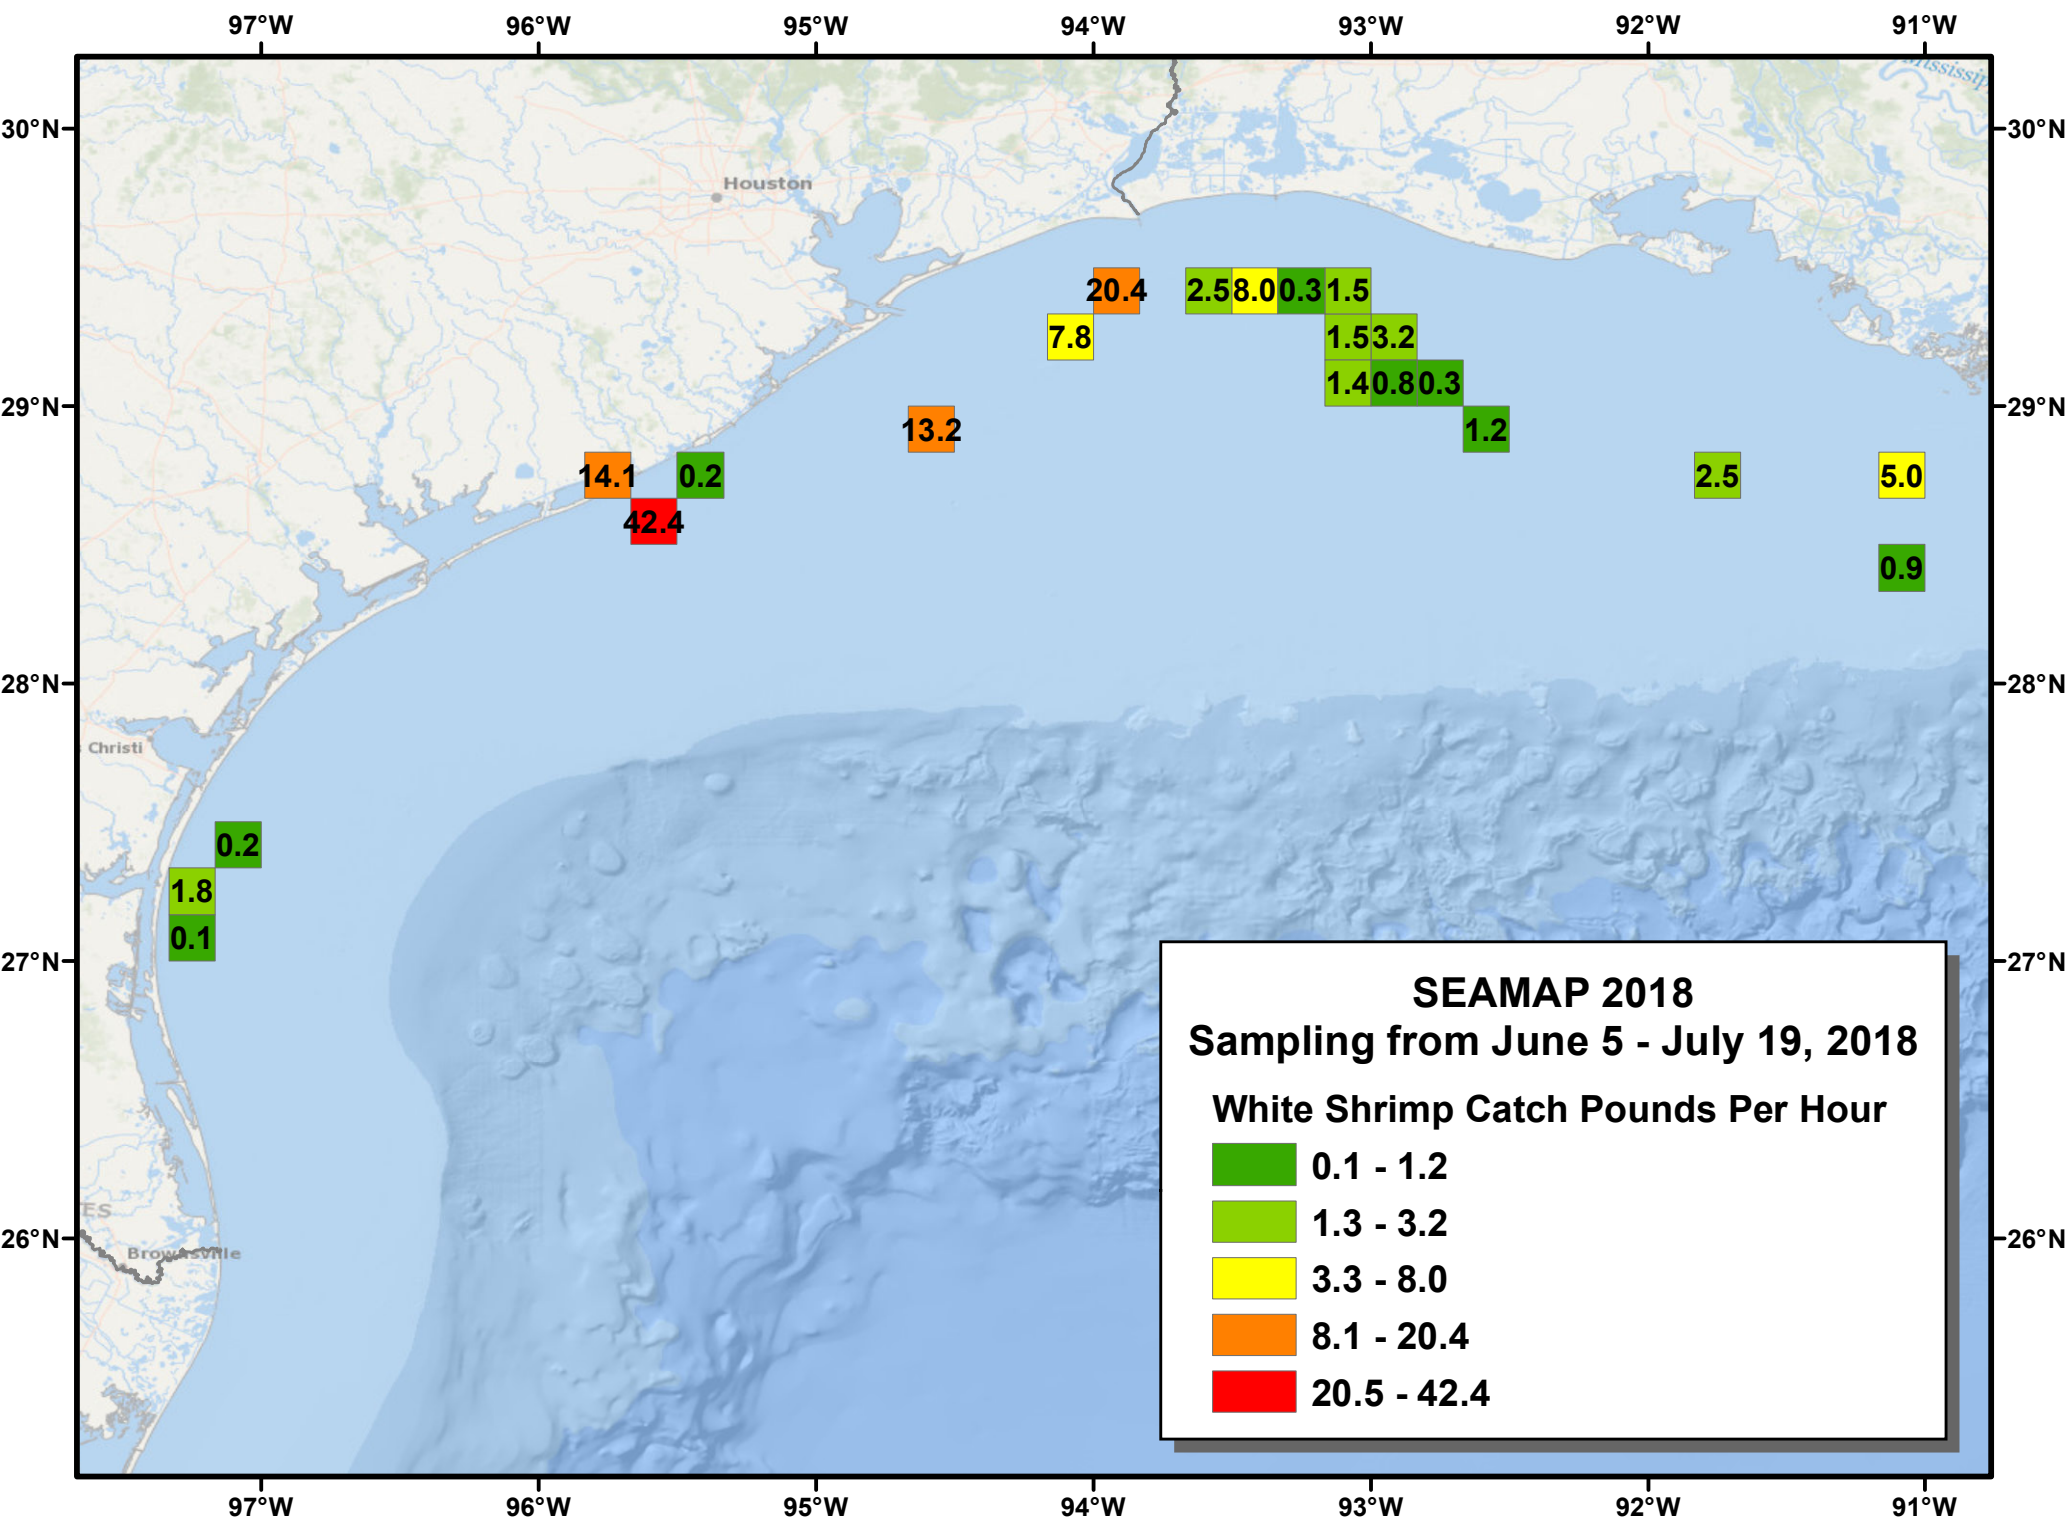 97°W 96°W 95°W 94°W 93°W 92°W 91°W
Mississip
30°N 30°N
Houston
20.4 2.5 8.0 0.3 1.5
7.8 1.5 3.2
1.4 0.8 0.3
29°N 29°N
13.2 1.2
14.1 0.2 2.5 5.0
42.4
0.9
28°N 28°N
Christi
0.2
1.8
0.1
27°N 27°N
SEAMAP 2018
Sampling from June 5 - July 19, 2018
White Shrimp Catch Pounds Per Hour
0.1 - 1.2
ES
1.3 - 3.2
26°N 26°N
Brownsville
3.3 - 8.0
8.1 - 20.4
20.5 - 42.4
97°W 96°W 95°W 94°W 93°W 92°W 91°W